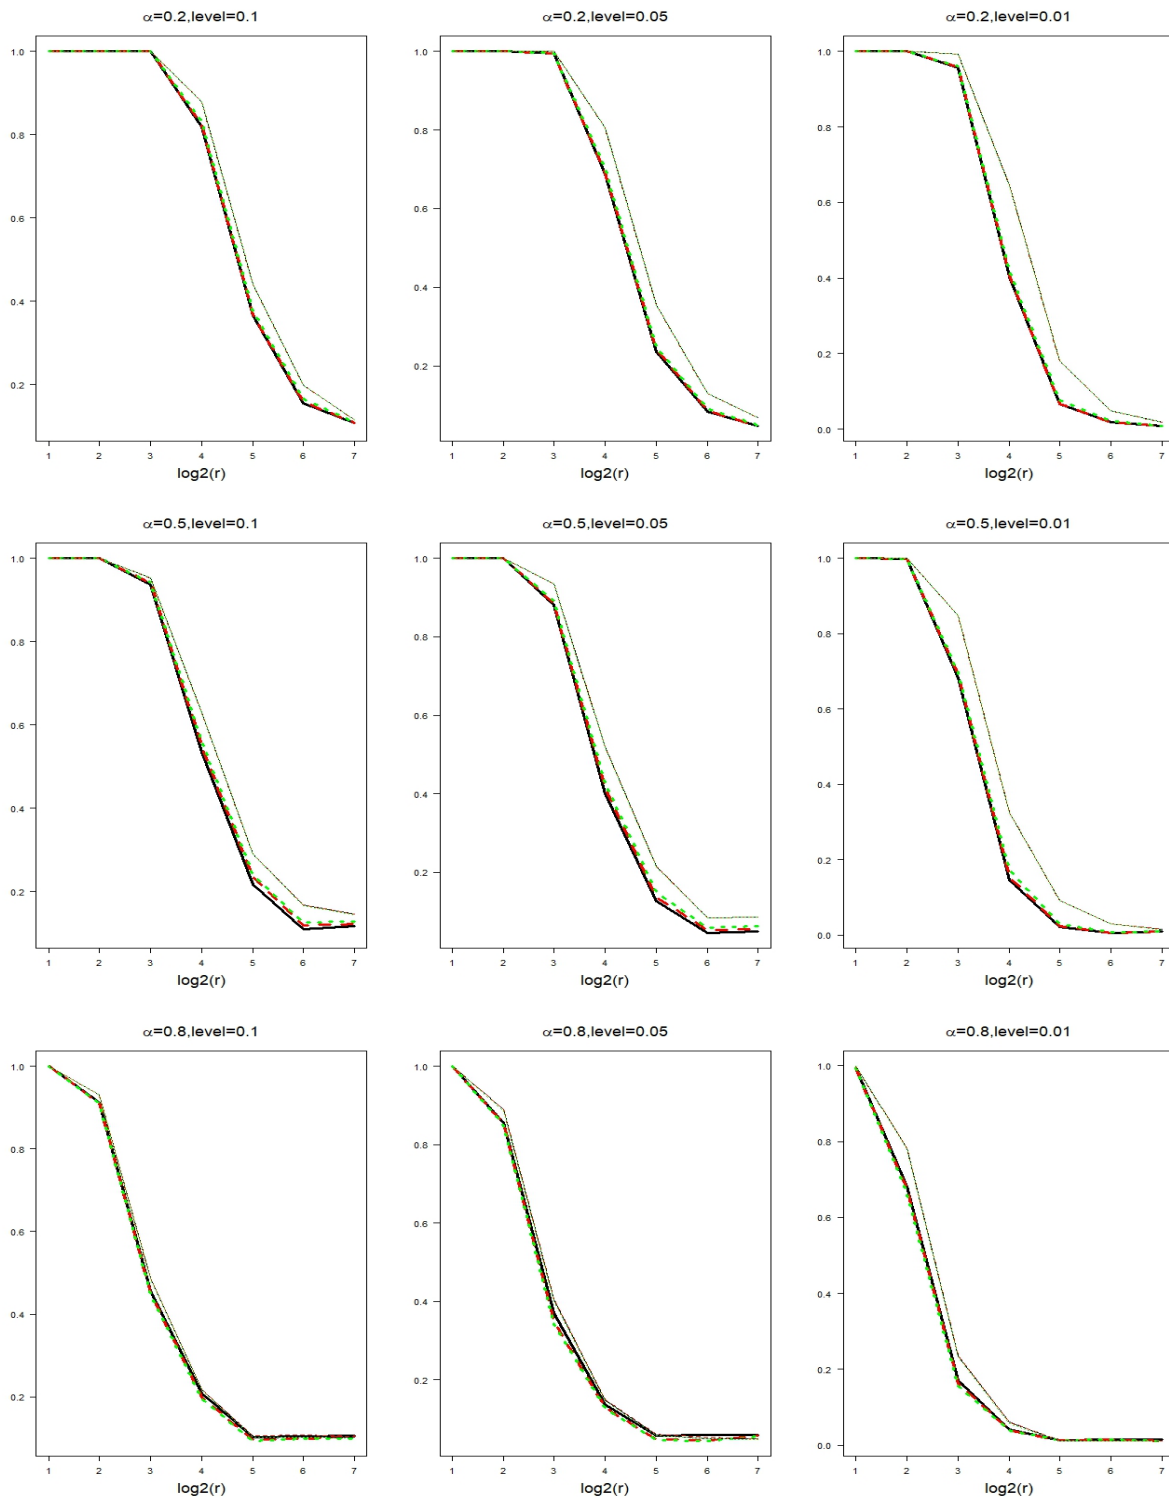 α=0.2,level=0.1
α=0.2,level=0.05
α=0.2,level=0.01
1.0
0.8
0.6
0.4
0.2
1 2 3 4 5 6 7
log2(r)
1.0
0.8
0.6
0.4
0.2
1 2 3 4 5 6 7
log2(r)
1.0
0.8
0.6
0.4
0.2
0.0
1 2 3 4 5 6 7
log2(r)
α=0.5,level=0.1
α=0.5,level=0.05
α=0.5,level=0.01
1.0
0.8
0.6
0.4
0.2
1 2 3 4 5 6 7
log2(r)
1.0
0.8
0.6
0.4
0.2
1 2 3 4 5 6 7
log2(r)
1.0
0.8
0.6
0.4
0.2
0.0
1 2 3 4 5 6 7
log2(r)
α=0.8,level=0.1
α=0.8,level=0.05
α=0.8,level=0.01
1.0
0.8
0.6
0.4
0.2
1 2 3 4 5 6 7
log2(r)
1.0
0.8
0.6
0.4
0.2
1 2 3 4 5 6 7
log2(r)
1.0
0.8
0.6
0.4
0.2
0.0
1 2 3 4 5 6 7
log2(r)